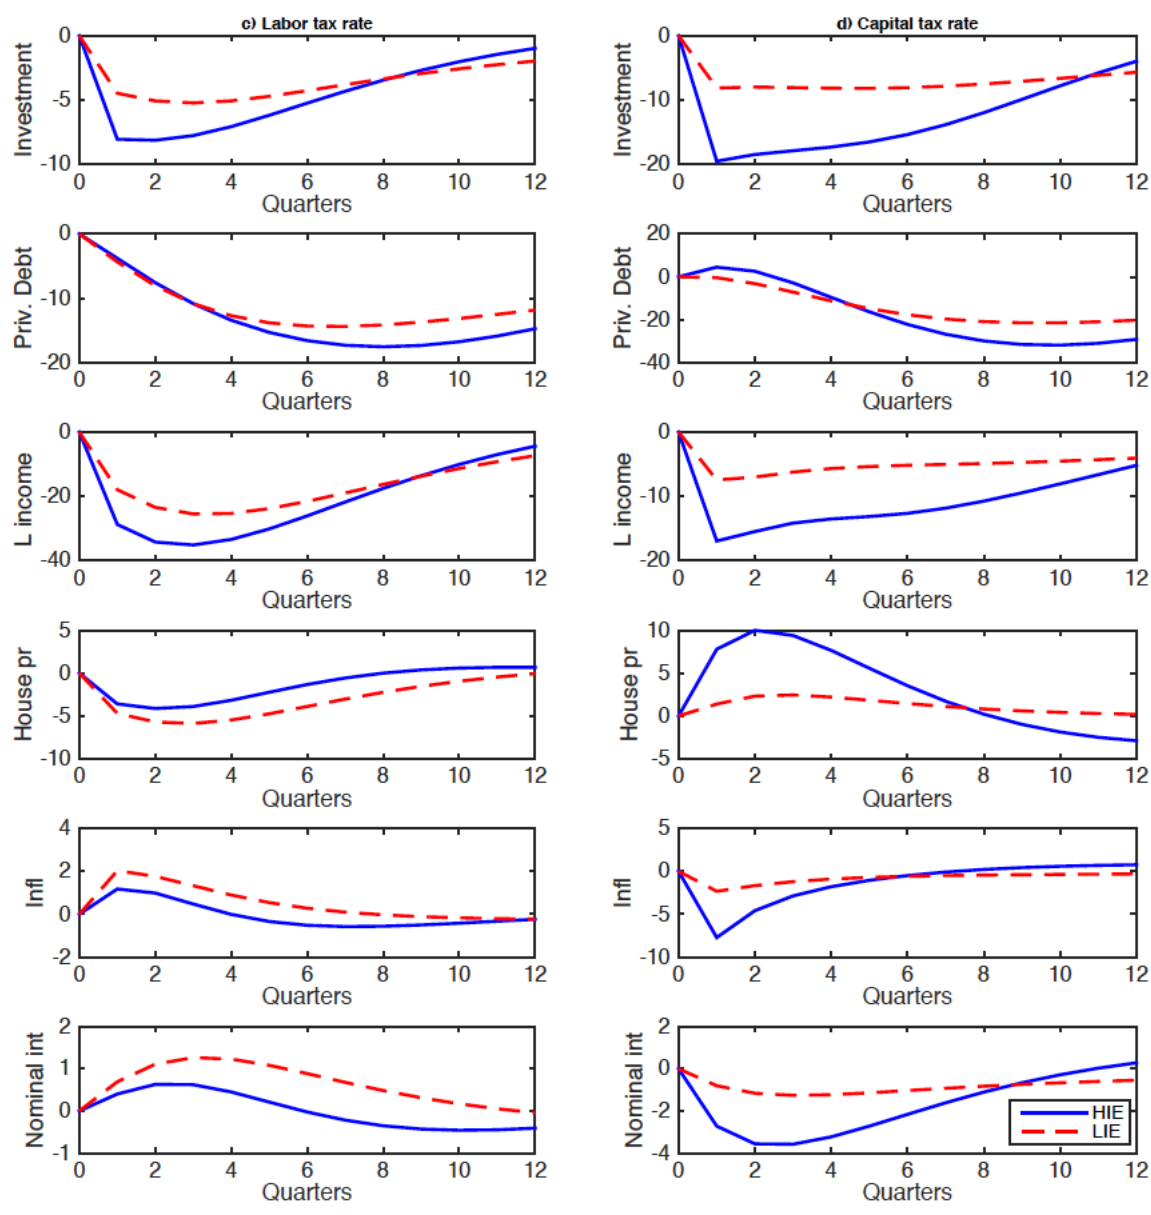 c) Labor tax rate
Investment
0
-5
-10
0 2 4 6 8 10 12
Quarters
d) Capital tax rate
Investment
0
-10
-20
0 2 4 6 8 10 12
Quarters
Priv. Debt
0
-10
-20
0 2 4 6 8 10 12
Quarters
Priv. Debt
20
0
-20
-40
0 2 4 6 8 10 12
Quarters
L income
0
-20
-40
0 2 4 6 8 10 12
Quarters
L income
0
-10
-20
0 2 4 6 8 10 12
Quarters
House pr
5
0
-5
-10
0 2 4 6 8 10 12
Quarters
House pr
10
5
0
-5
0 2 4 6 8 10 12
Quarters
Infl
4
2
0
-2
0 2 4 6 8 10 12
Quarters
Infl
5
0
-5
-10
0 2 4 6 8 10 12
Quarters
Nominal int
2
1
0
-1
0 2 4 6 8 10 12
Quarters
Nominal int
2
0
-2
-4
0 2 4 6 8 10 12
Quarters
HIE
LIE